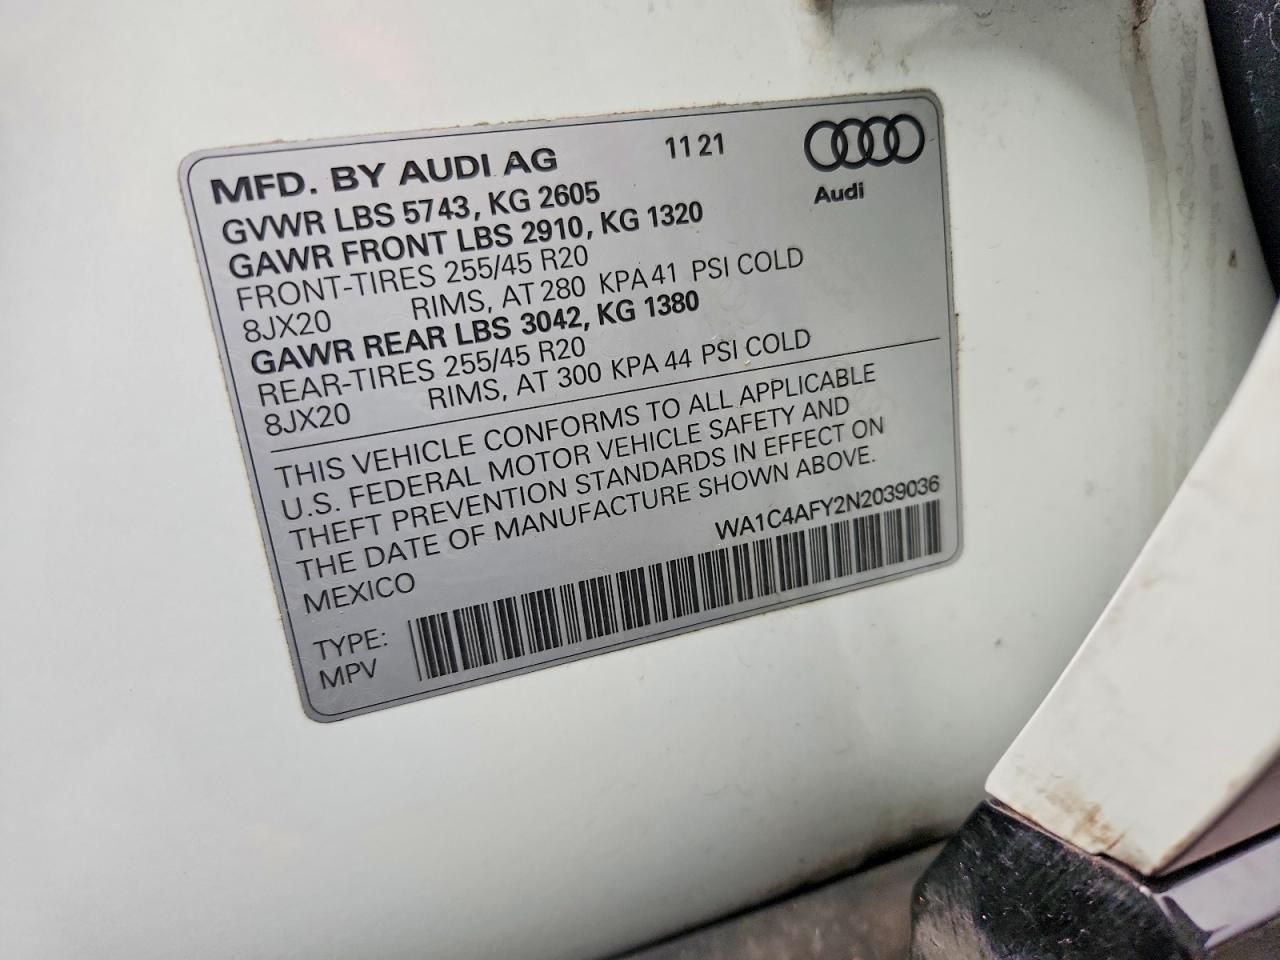 MFD. BY AUDI AG 11 21
Audi
GVWR LBS 5743, KG 2605
GAWR FRONT LBS 2910, KG 1320
FRONT-TIRES 255/45 R20
8JX20 RIMS, AT 280 KPA 41 PSI COLD
GAWR REAR LBS 3042, KG 1380
REAR-TIRES 255/45 R20
8JX20 RIMS, AT 300 KPA 44 PSI COLD
THIS VEHICLE CONFORMS TO ALL APPLICABLE
U.S. FEDERAL MOTOR VEHICLE SAFETY AND
THEFT PREVENTION STANDARDS IN EFFECT ON
THE DATE OF MANUFACTURE SHOWN ABOVE.
MEXICO WA1C4AFY2N2039036
TYPE:
MPV